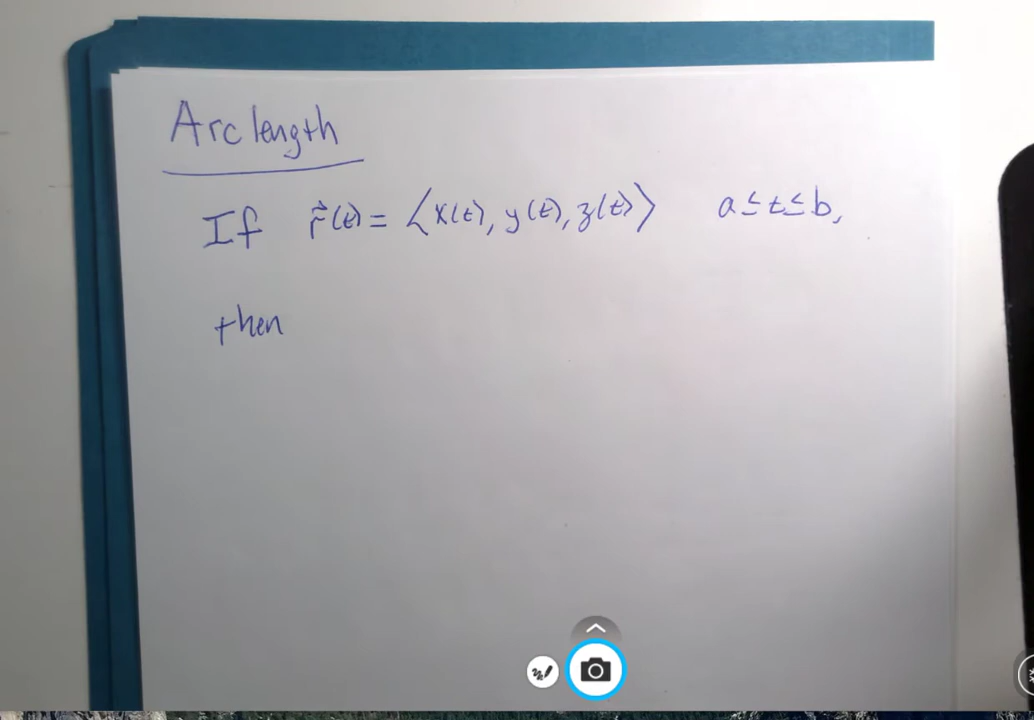 Arc length
If r⃗(t) = ⟨x(t), y(t), z(t)⟩ a ≤ t ≤ b,
then